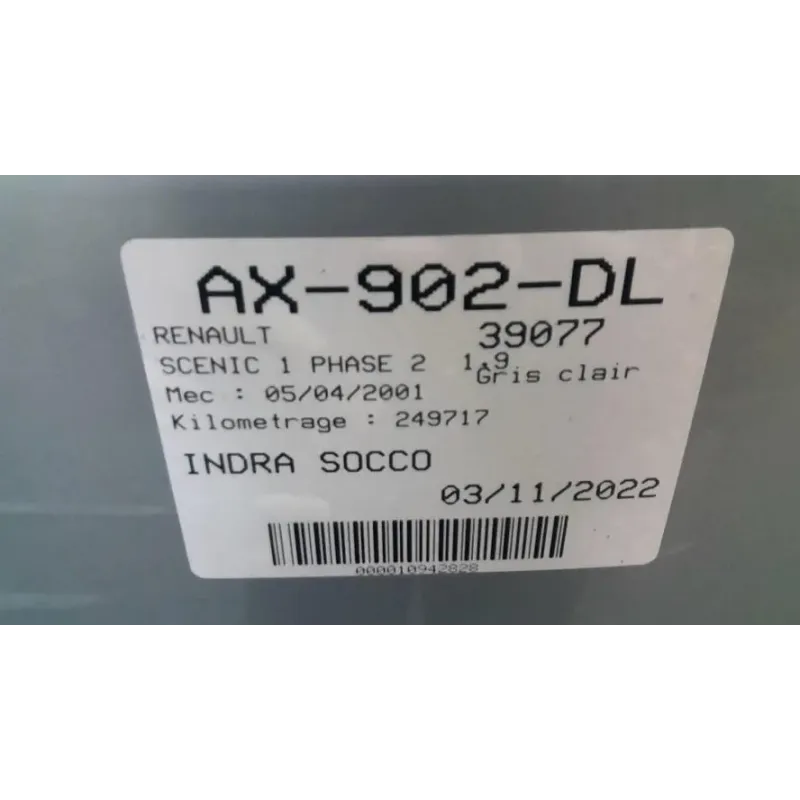 AX-902-DL
RENAULT 39077
SCENIC 1 PHASE 2 1.9
Gris clair
Mec : 05/04/2001
Kilometrage : 249717
INDRA SOCCO
03/11/2022
000010942828